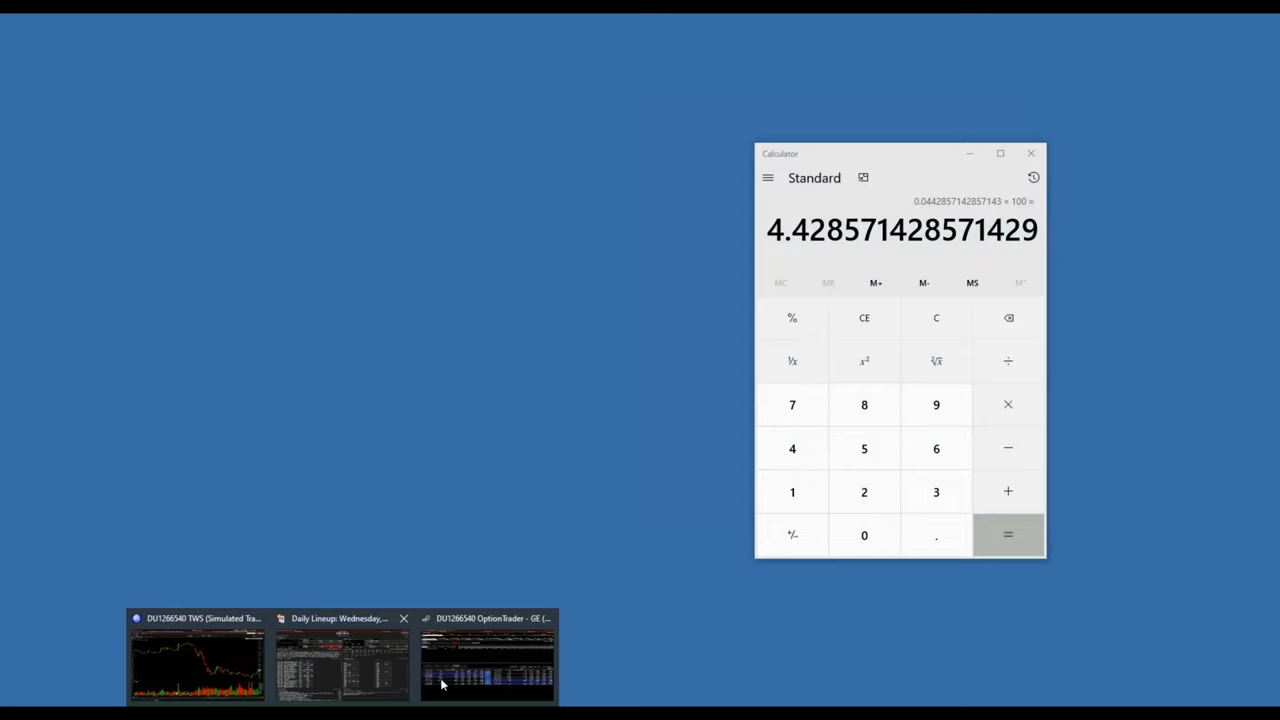 Calculator
Standard
0.0442857142857143 × 100 =
4.428571428571429
MC MR M+ M- MS M˅
% CE C
⅟x x² ²√x ÷
7 8 9 ×
4 5 6 −
1 2 3 +
+/− 0 . =
DU1266540 TWS (Simulated Tra... Daily Lineup: Wednesday,... DU1266540 OptionTrader - GE (...